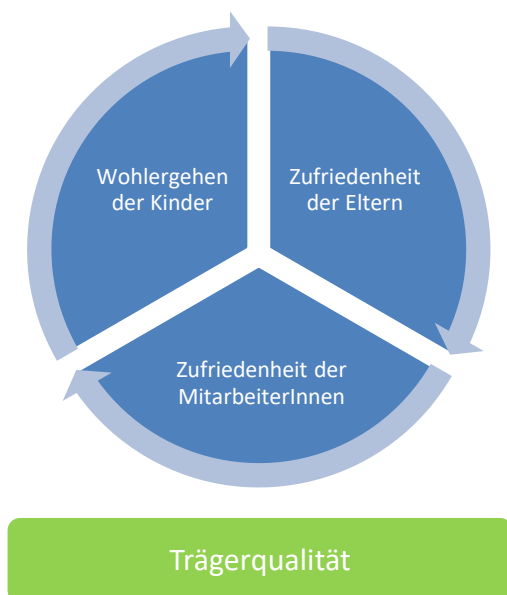 Wohlergehen
der Kinder
Zufriedenheit
der Eltern
Zufriedenheit der
MitarbeiterInnen
Trägerqualität